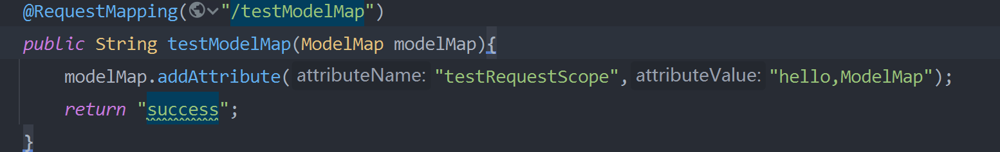 @RequestMapping("/testModelMap")
public String testModelMap(ModelMap modelMap){
modelMap.addAttribute( attributeName: "testRequestScope", attributeValue: "hello,ModelMap");
return "success";
}